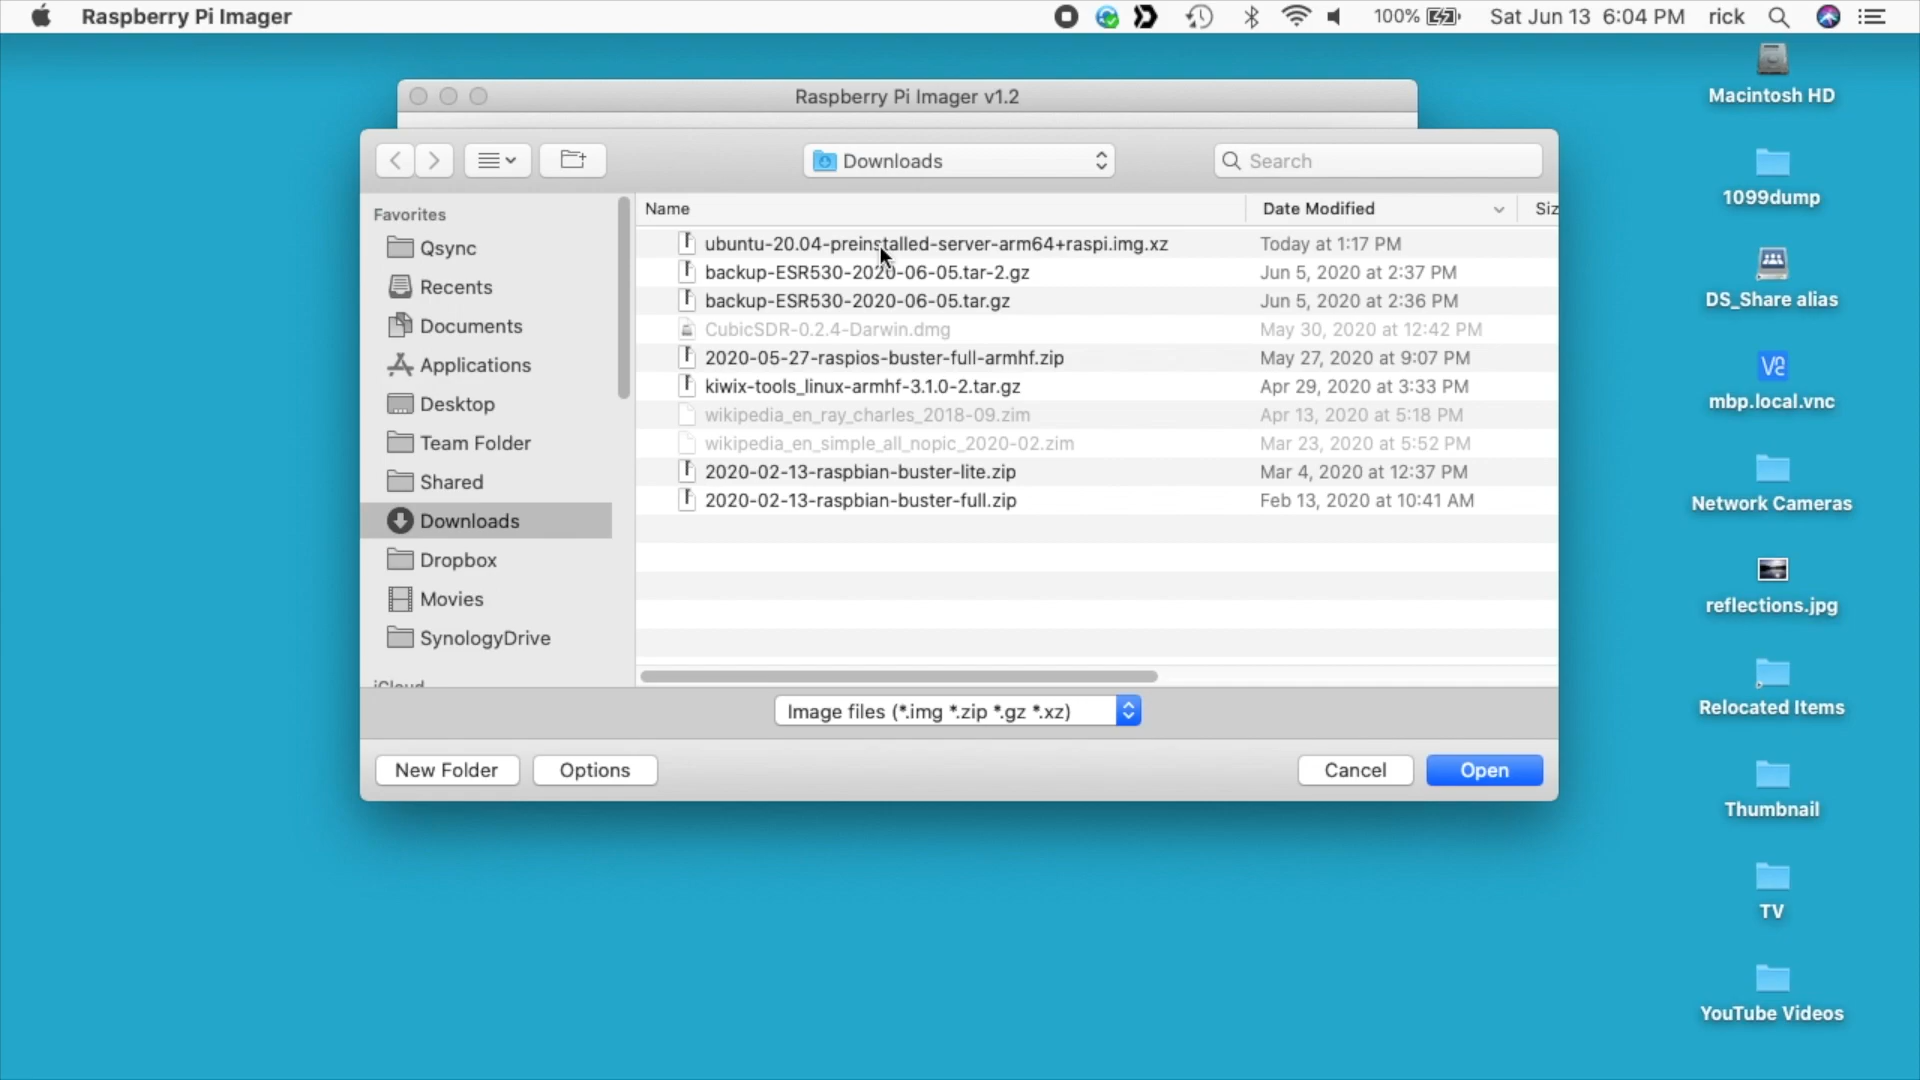 Raspberry Pi Imager
100%
Sat Jun 13 6:04 PM
rick
Macintosh HD
1099dump
DS_Share alias
V2
mbp.local.vnc
Network Cameras
reflections.jpg
Relocated Items
Thumbnail
TV
YouTube Videos
Raspberry Pi Imager v1.2
Downloads
Search
Favorites
Qsync
Recents
Documents
Applications
Desktop
Team Folder
Shared
Downloads
Dropbox
Movies
SynologyDrive
iCloud
Name Date Modified Siz
ubuntu-20.04-preinstalled-server-arm64+raspi.img.xz Today at 1:17 PM
backup-ESR530-2020-06-05.tar-2.gz Jun 5, 2020 at 2:37 PM
backup-ESR530-2020-06-05.tar.gz Jun 5, 2020 at 2:36 PM
CubicSDR-0.2.4-Darwin.dmg May 30, 2020 at 12:42 PM
2020-05-27-raspios-buster-full-armhf.zip May 27, 2020 at 9:07 PM
kiwix-tools_linux-armhf-3.1.0-2.tar.gz Apr 29, 2020 at 3:33 PM
wikipedia_en_ray_charles_2018-09.zim Apr 13, 2020 at 5:18 PM
wikipedia_en_simple_all_nopic_2020-02.zim Mar 23, 2020 at 5:52 PM
2020-02-13-raspbian-buster-lite.zip Mar 4, 2020 at 12:37 PM
2020-02-13-raspbian-buster-full.zip Feb 13, 2020 at 10:41 AM
Image files (*.img *.zip *.gz *.xz)
New Folder
Options
Cancel
Open